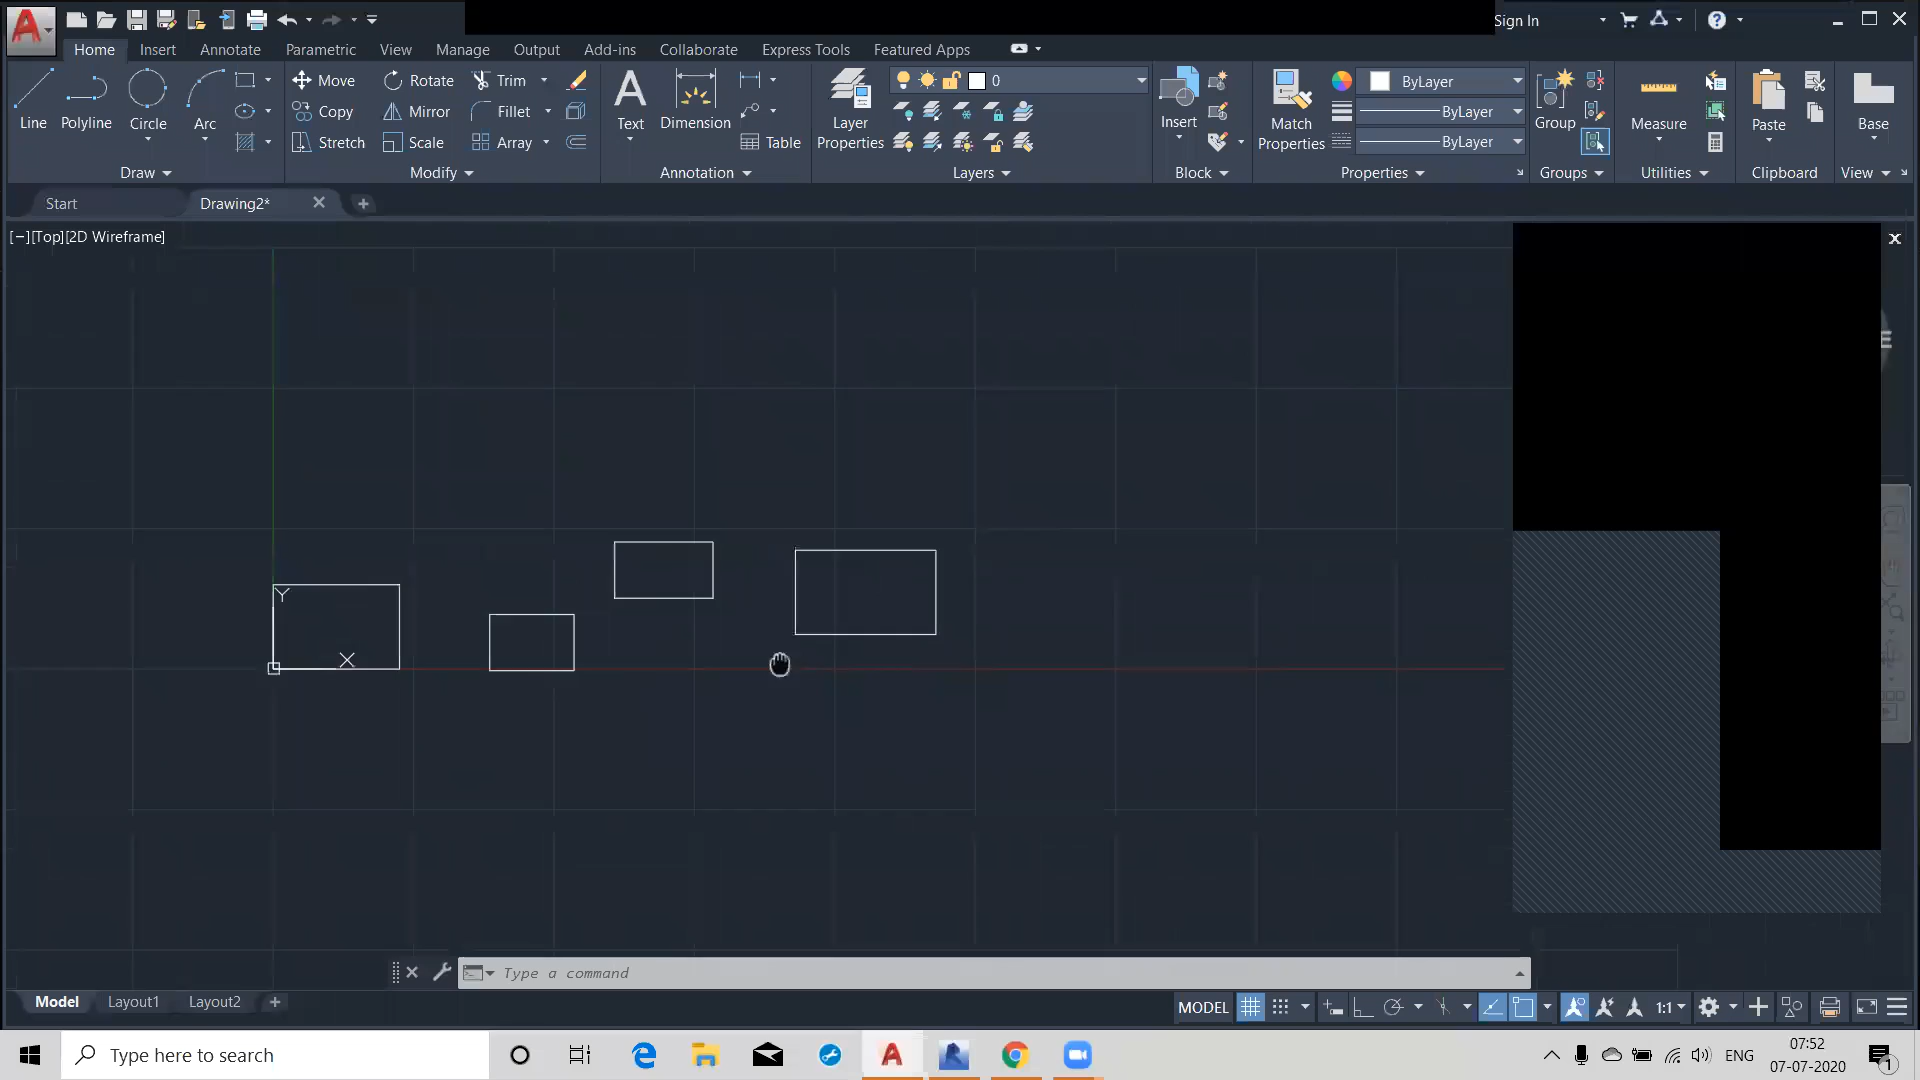 Sign In
Home Insert Annotate Parametric View Manage Output Add-ins Collaborate Express Tools Featured Apps
Line Polyline Circle Arc
Move Rotate Trim
Copy Mirror Fillet
Stretch Scale Array
Text Dimension Table
Layer Properties
0
Insert
Match Properties
ByLayer
ByLayer
ByLayer
Group Measure Paste Base
Draw Modify Annotation Layers Block Properties Groups Utilities Clipboard View
Start Drawing2*
[−][Top][2D Wireframe]
Y
X
Type a command
Model Layout1 Layout2
MODEL 1:1
Type here to search
ENG
07:52
07-07-2020
1